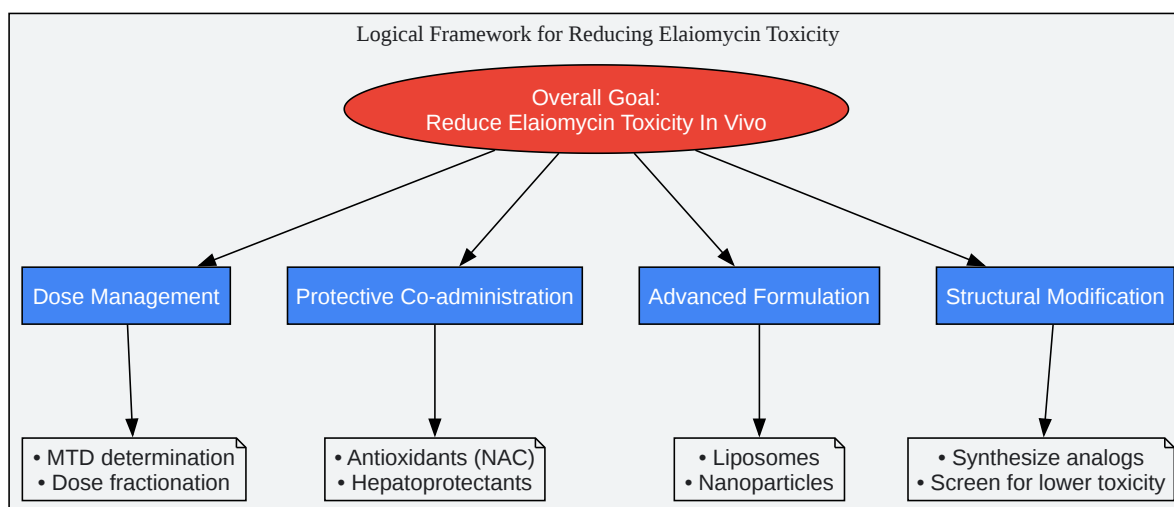 Logical Framework for Reducing Elaiomycin Toxicity
Overall Goal:
Reduce Elaiomycin Toxicity In Vivo
Dose Management
Protective Co-administration
Advanced Formulation
Structural Modification
• MTD determination
• Dose fractionation
• Antioxidants (NAC)
• Hepatoprotectants
• Liposomes
• Nanoparticles
• Synthesize analogs
• Screen for lower toxicity